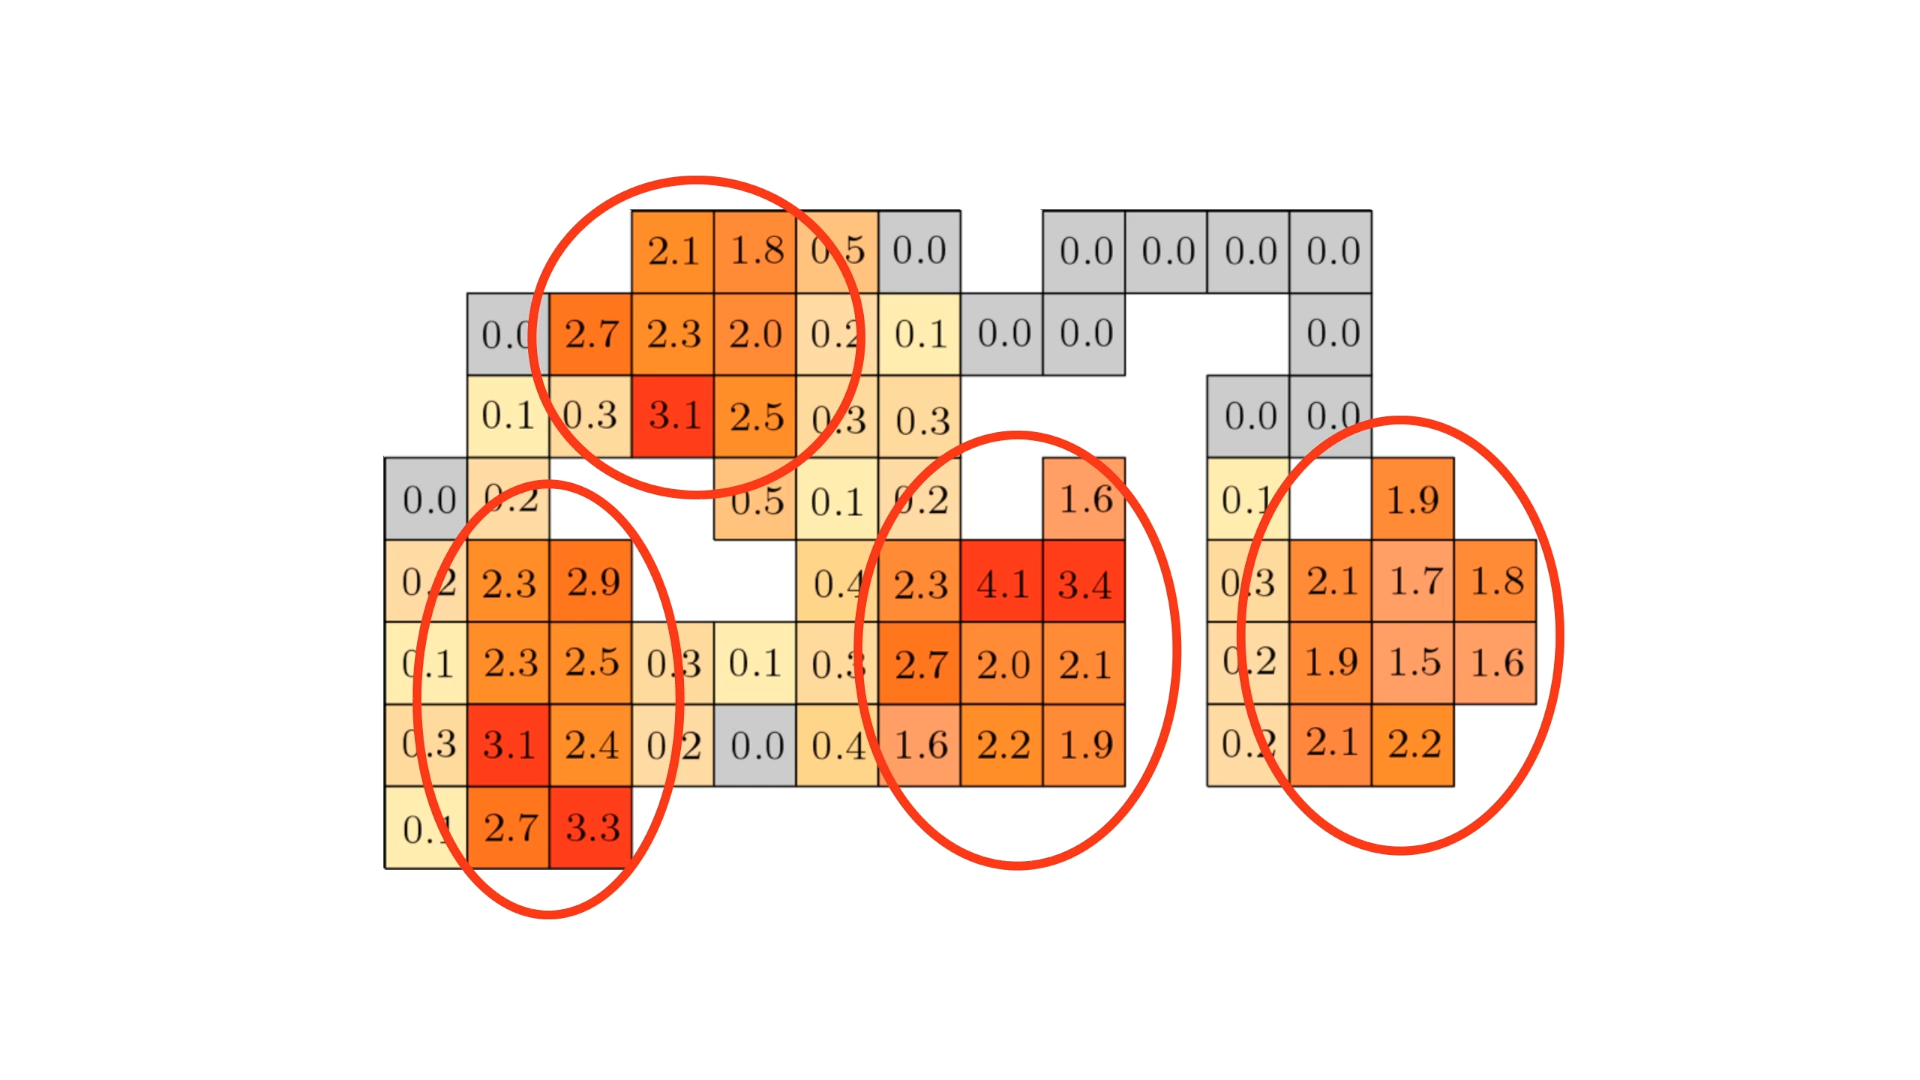 2.1 1.8 0.5 0.0 0.0 0.0 0.0 0.0
0.0 2.7 2.3 2.0 0.2 0.1 0.0 0.0 0.0
0.1 0.3 3.1 2.5 0.3 0.3 0.0 0.0
0.0 0.2 0.5 0.1 0.2 1.6 0.1 1.9
0.2 2.3 2.9 0.4 2.3 4.1 3.4 0.3 2.1 1.7 1.8
0.1 2.3 2.5 0.3 0.1 0.3 2.7 2.0 2.1 0.2 1.9 1.5 1.6
0.3 3.1 2.4 0.2 0.0 0.4 1.6 2.2 1.9 0.2 2.1 2.2
0.1 2.7 3.3